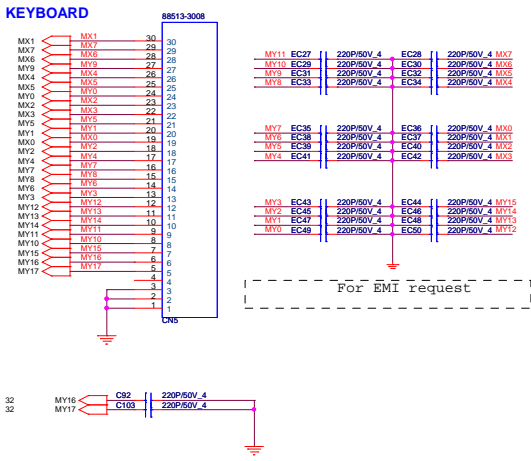 KEYBOARD
88513-3008
MX1 MX1 30 30
MX7 MX7 29 29
MX6 MX6 28 28
MY9 MY9 27 27
MX4 MX4 26 26
MX5 MX5 25 25
MY0 MY0 24 24
MX2 MX2 23 23
MX3 MX3 22 22
MY5 MY5 21 21
MY1 MY1 20 20
MX0 MX0 19 19
MY2 MY2 18 18
MY4 MY4 17 17
MY7 MY7 16 16
MY8 MY8 15 15
MY6 MY6 14 14
MY3 MY3 13 13
MY12 MY12 12 12
MY13 MY13 11 11
MY14 MY14 10 10
MY11 MY11 9 9
MY10 MY10 8 8
MY15 MY15 7 7
MY16 MY16 6 6
MY17 MY17 5 5
4 4
3 3
2 2
1 1
CN5
MY11 EC27 220P/50V_4 EC28 220P/50V_4 MX7
MY10 EC29 220P/50V_4 EC30 220P/50V_4 MX6
MY9 EC31 220P/50V_4 EC32 220P/50V_4 MX5
MY8 EC33 220P/50V_4 EC34 220P/50V_4 MX4
MY7 EC35 220P/50V_4 EC36 220P/50V_4 MX0
MY6 EC38 220P/50V_4 EC37 220P/50V_4 MX1
MY5 EC39 220P/50V_4 EC40 220P/50V_4 MX2
MY4 EC41 220P/50V_4 EC42 220P/50V_4 MX3
MY3 EC43 220P/50V_4 EC44 220P/50V_4 MY15
MY2 EC45 220P/50V_4 EC46 220P/50V_4 MY14
MY1 EC47 220P/50V_4 EC48 220P/50V_4 MY13
MY0 EC49 220P/50V_4 EC50 220P/50V_4 MY12
For EMI request
32 MY16 C92 220P/50V_4
32 MY17 C103 220P/50V_4